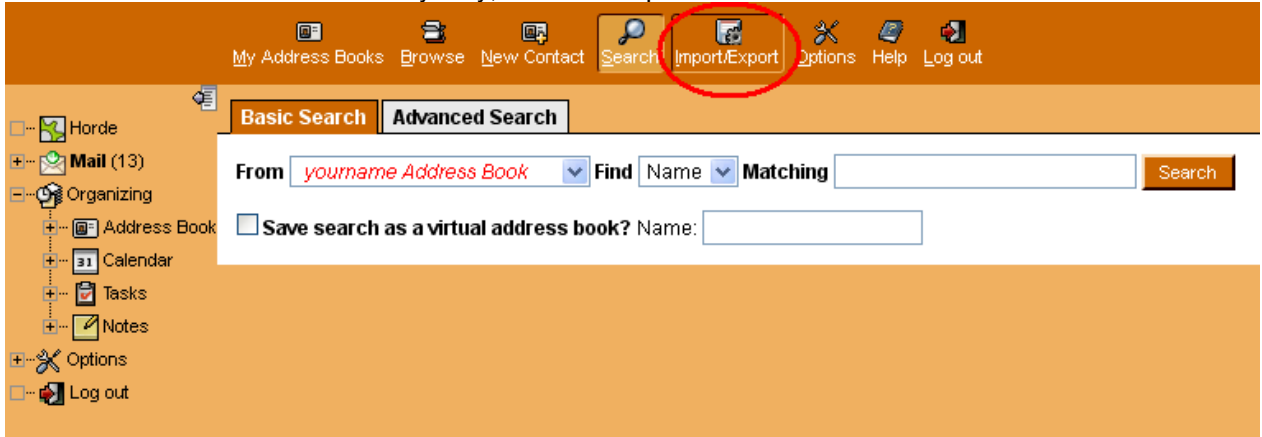 My Address Books Browse New Contact Search Import/Export Options Help Log out
Basic Search Advanced Search
Horde
Mail (13)
From yourname Address Book Find Name Matching Search
Organizing
Address Book
Save search as a virtual address book? Name:
31 Calendar
Tasks
Notes
Options
Log out